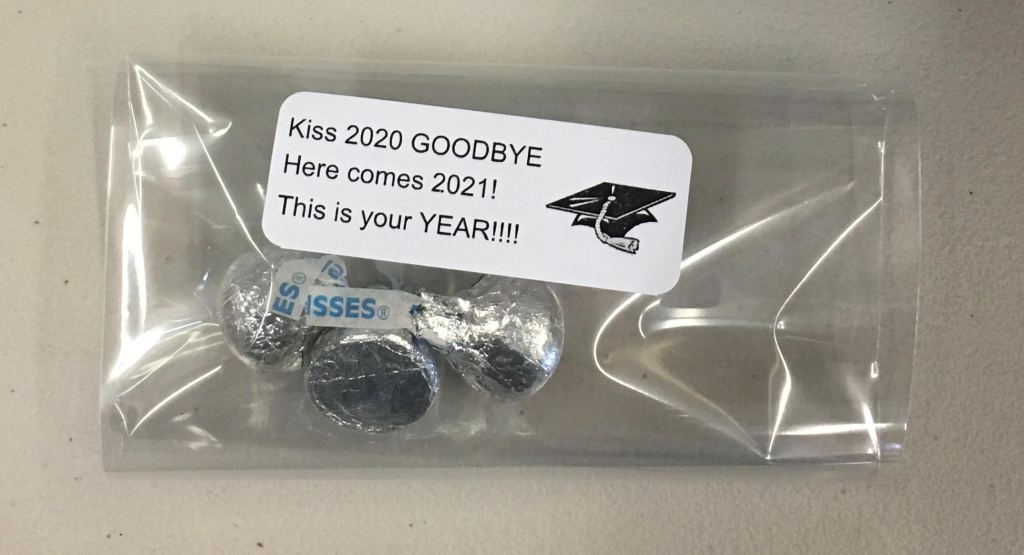 Kiss 2020 GOODBYE
Here comes 2021!
This is your YEAR!!!!
ES®
ISSES®